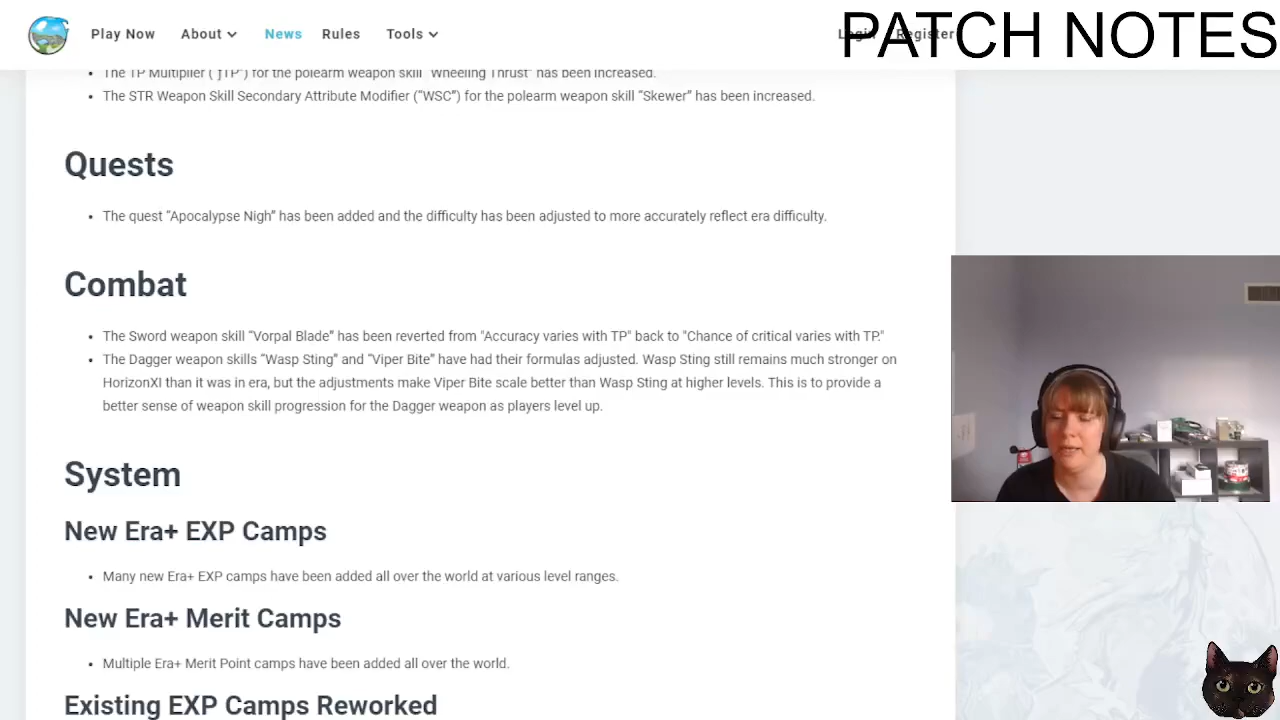 Play Now About News Rules Tools Login Register
PATCH NOTES
The TP Multiplier ("ƒTP") for the polearm weapon skill "Wheeling Thrust" has been increased.
The STR Weapon Skill Secondary Attribute Modifier (“WSC”) for the polearm weapon skill “Skewer” has been increased.
Quests
The quest “Apocalypse Nigh” has been added and the difficulty has been adjusted to more accurately reflect era difficulty.
Combat
The Sword weapon skill “Vorpal Blade” has been reverted from "Accuracy varies with TP" back to "Chance of critical varies with TP."
The Dagger weapon skills “Wasp Sting” and “Viper Bite” have had their formulas adjusted. Wasp Sting still remains much stronger on
HorizonXI than it was in era, but the adjustments make Viper Bite scale better than Wasp Sting at higher levels. This is to provide a
better sense of weapon skill progression for the Dagger weapon as players level up.
System
New Era+ EXP Camps
Many new Era+ EXP camps have been added all over the world at various level ranges.
New Era+ Merit Camps
Multiple Era+ Merit Point camps have been added all over the world.
Existing EXP Camps Reworked